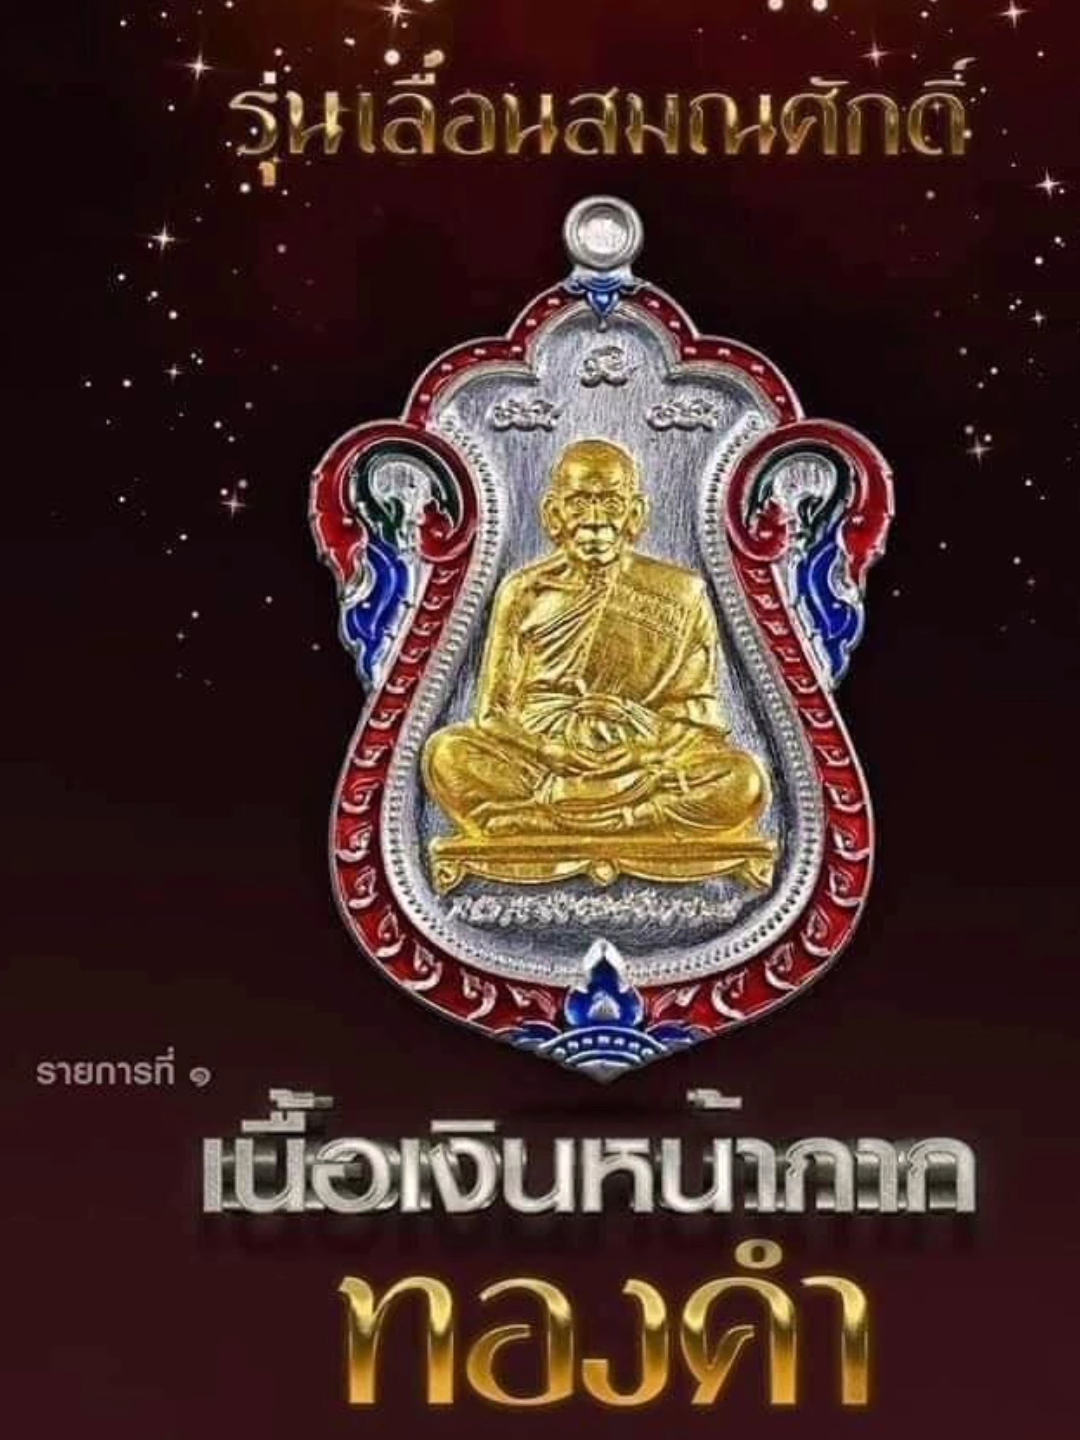 รุ่นเลื่อนสมณศักดิ์
รายการที่ ๑
เนื้อเงินหน้ากาก
ทองคำ